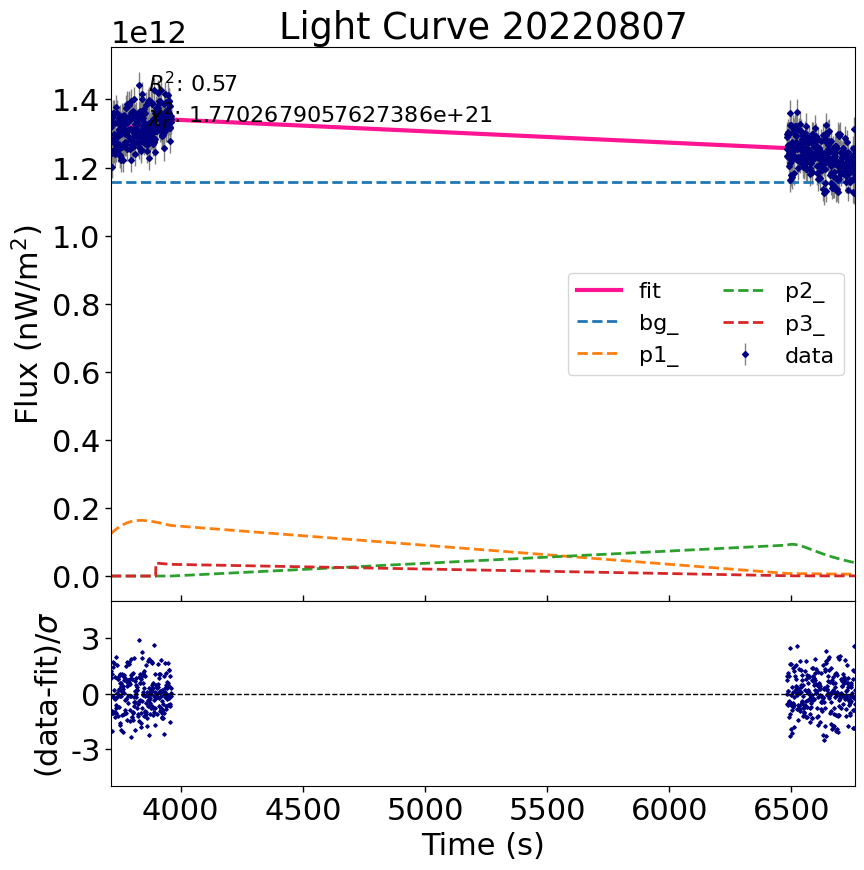 Light Curve 20220807
1e12
R²: 0.57
: 1.7702679057627386e+21
1.4
1.2
1.0
0.8
0.6
0.4
0.2
0.0
Flux (nW/m²)
fit
bg_
p1_
p2_
p3_
data
3
0
-3
(data-fit)/σ
4000
4500
5000
5500
6000
6500
Time (s)